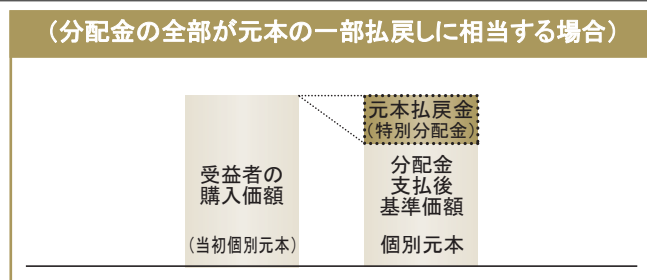 （分配金の全部が元本の一部払戻しに相当する場合）
受益者の
購入価額
（当初個別元本）
元本払戻金
（特別分配金）
分配金
支払後
基準価額
個別元本